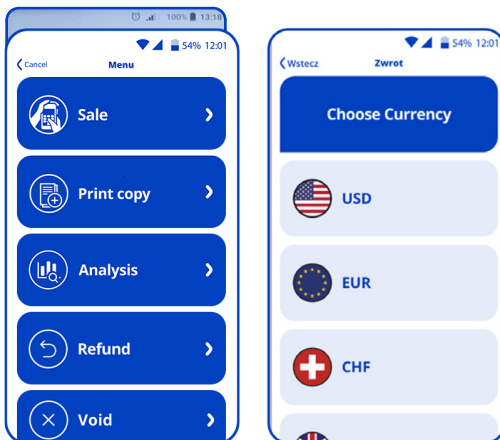 100% 13:18
54% 12:01
Cancel
Menu
Sale
Print copy
Analysis
Refund
Void
54% 12:01
Wstecz
Zwrot
Choose Currency
USD
EUR
CHF